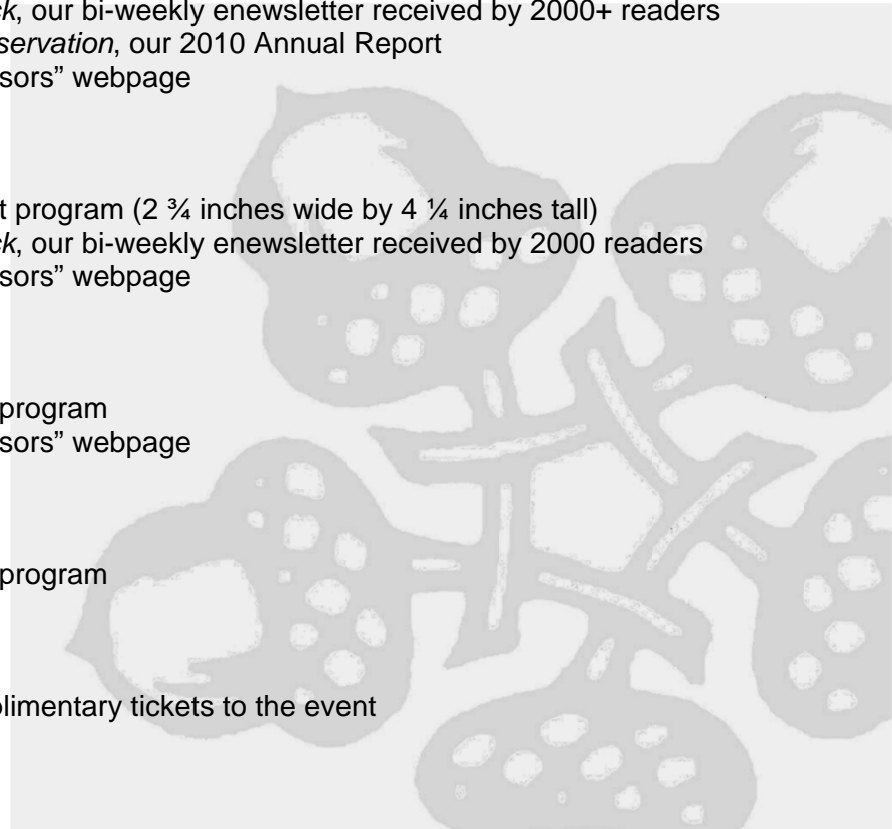 ck, our bi-weekly enewsletter received by 2000+ readers
servation, our 2010 Annual Report
sors” webpage
t program (2 ¾ inches wide by 4 ¼ inches tall)
ck, our bi-weekly enewsletter received by 2000 readers
sors” webpage
program
sors” webpage
program
plimentary tickets to the event